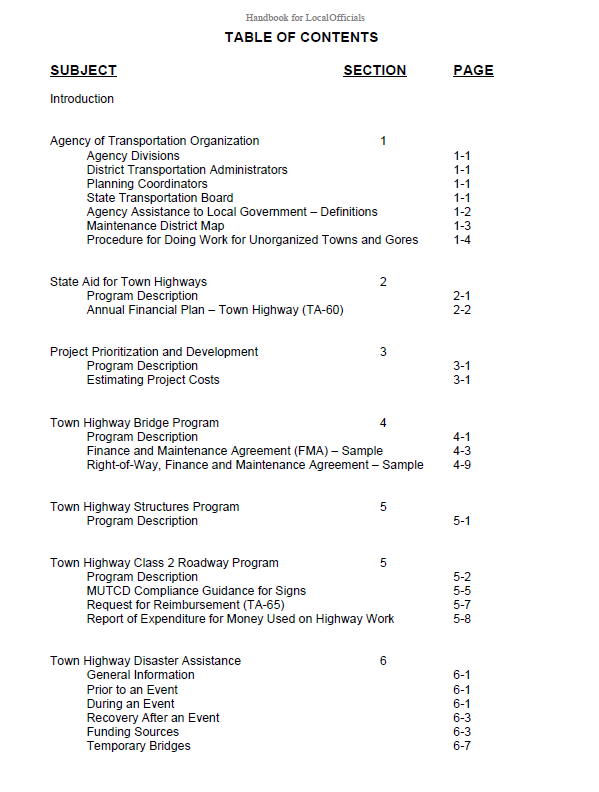 Handbook for LocalOfficials
TABLE OF CONTENTS
SUBJECT SECTION PAGE
Introduction
Agency of Transportation Organization 1
Agency Divisions 1-1
District Transportation Administrators 1-1
Planning Coordinators 1-1
State Transportation Board 1-1
Agency Assistance to Local Government – Definitions 1-2
Maintenance District Map 1-3
Procedure for Doing Work for Unorganized Towns and Gores 1-4
State Aid for Town Highways 2
Program Description 2-1
Annual Financial Plan – Town Highway (TA-60) 2-2
Project Prioritization and Development 3
Program Description 3-1
Estimating Project Costs 3-1
Town Highway Bridge Program 4
Program Description 4-1
Finance and Maintenance Agreement (FMA) – Sample 4-3
Right-of-Way, Finance and Maintenance Agreement – Sample 4-9
Town Highway Structures Program 5
Program Description 5-1
Town Highway Class 2 Roadway Program 5
Program Description 5-2
MUTCD Compliance Guidance for Signs 5-5
Request for Reimbursement (TA-65) 5-7
Report of Expenditure for Money Used on Highway Work 5-8
Town Highway Disaster Assistance 6
General Information 6-1
Prior to an Event 6-1
During an Event 6-1
Recovery After an Event 6-3
Funding Sources 6-3
Temporary Bridges 6-7